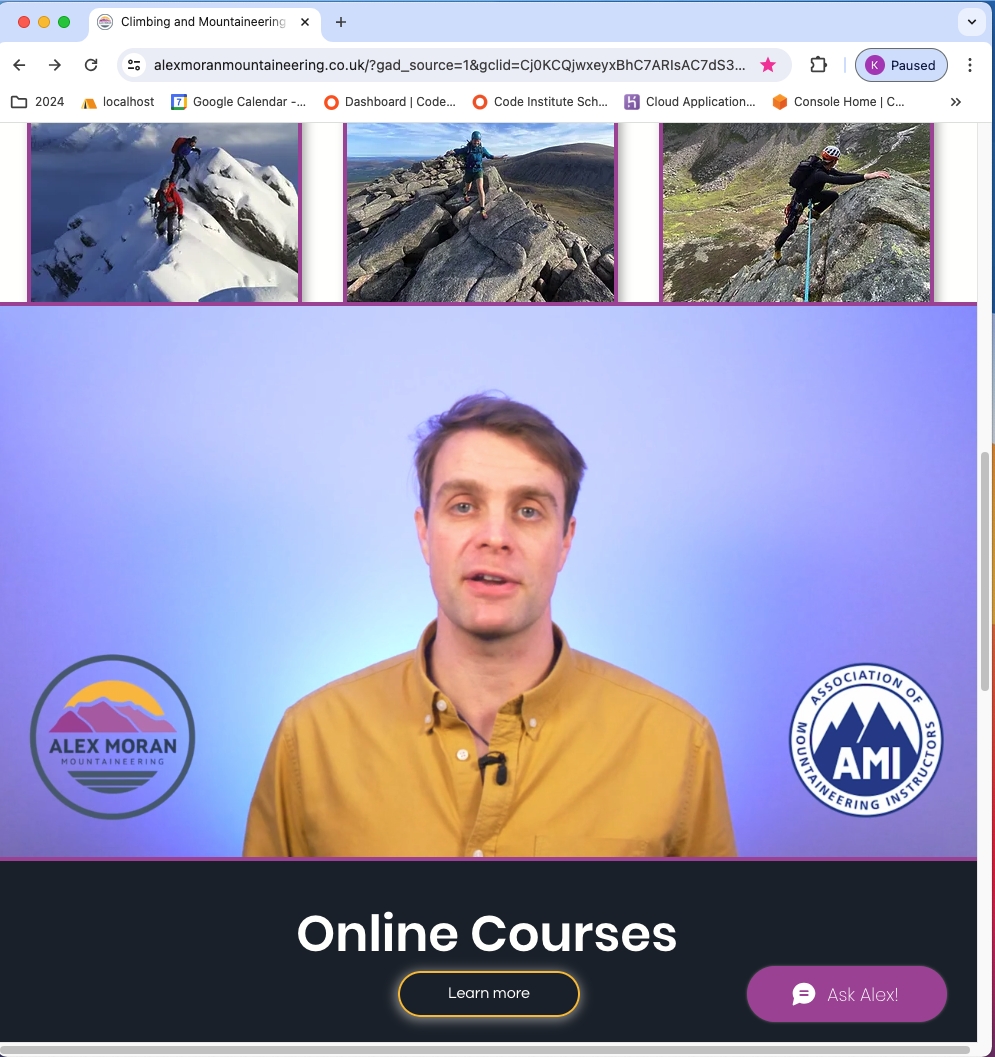 Climbing and Mountaineering
alexmoranmountaineering.co.uk/?gad_source=1&gclid=Cj0KCQjwxeyxBhC7ARIsAC7dS3...
K Paused
2024 localhost 7 Google Calendar -... Dashboard | Code... Code Institute Sch... Cloud Application... Console Home | C...
ALEX MORAN
MOUNTAINEERING
ASSOCIATION OF
AMI
MOUNTAINEERING INSTRUCTORS
Online Courses
Learn more
Ask Alex!